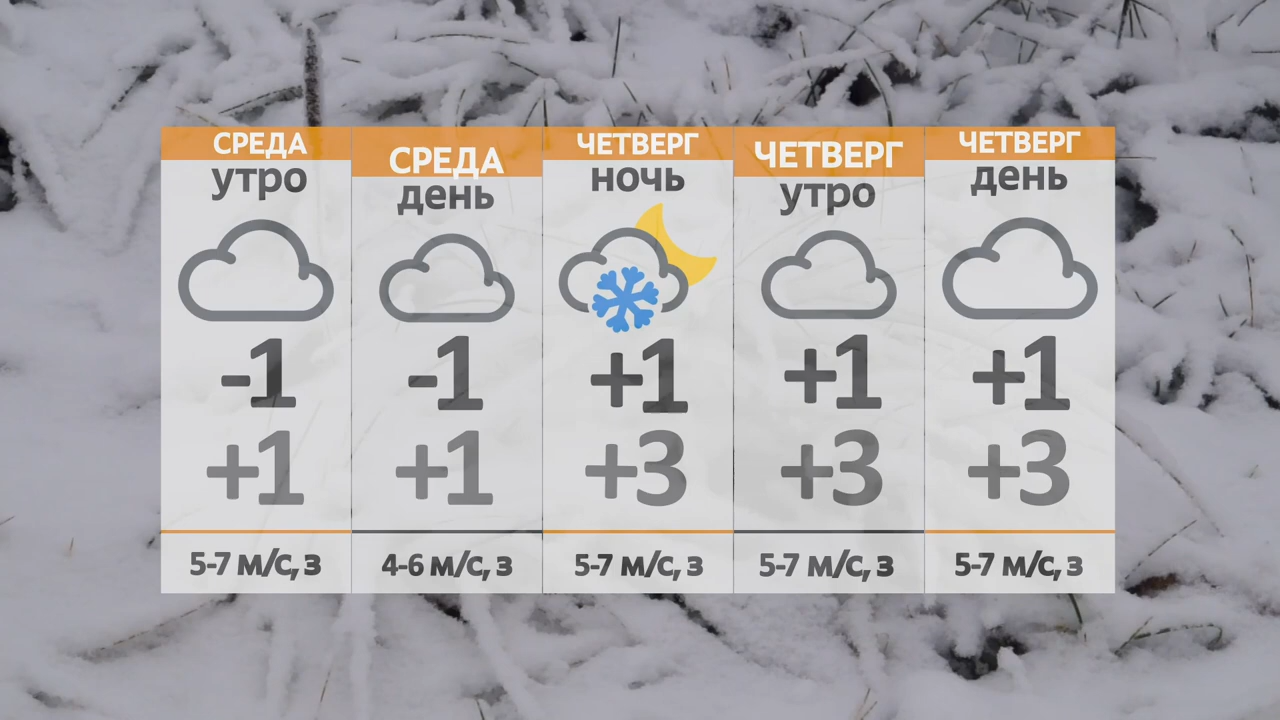 СРЕДА
утро
-1
+1
5-7 м/с, з
СРЕДА
день
-1
+1
4-6 м/с, з
ЧЕТВЕРГ
ночь
+1
+3
5-7 м/с, з
ЧЕТВЕРГ
утро
+1
+3
5-7 м/с, з
ЧЕТВЕРГ
день
+1
+3
5-7 м/с, з